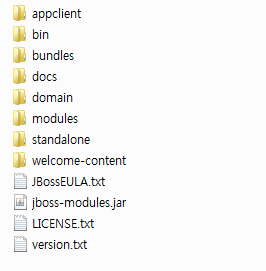 appclient
bin
bundles
docs
domain
modules
standalone
welcome-content
JBossEULA.txt
jboss-modules.jar
LICENSE.txt
version.txt